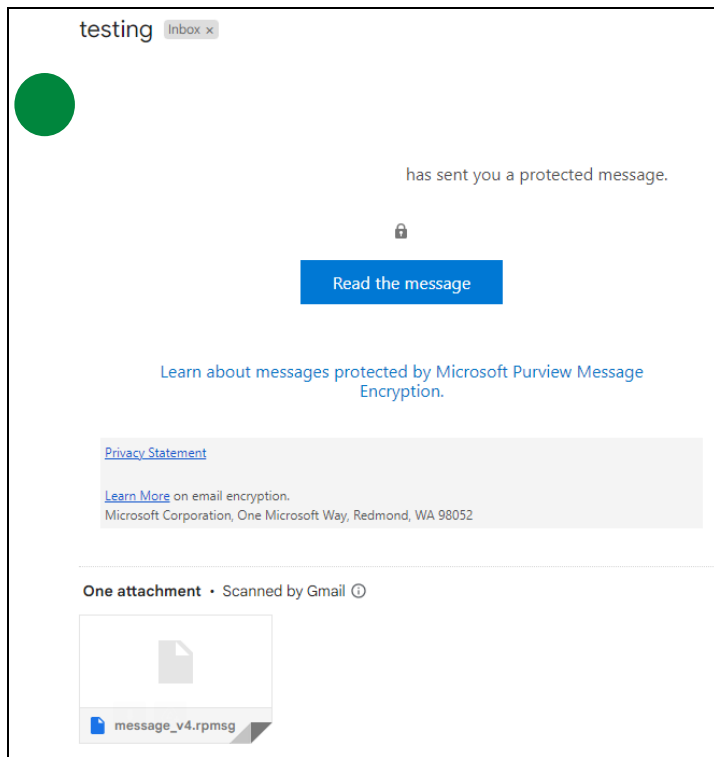 testing Inbox ×
has sent you a protected message.
Read the message
Learn about messages protected by Microsoft Purview Message
Encryption.
Privacy Statement
Learn More on email encryption.
Microsoft Corporation, One Microsoft Way, Redmond, WA 98052
One attachment • Scanned by Gmail
message_v4.rpmsg